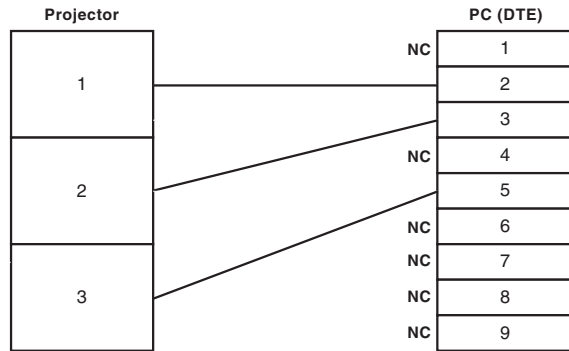 Projector
PC (DTE)
1
2
3
NC 1
2
3
NC 4
5
NC 6
NC 7
NC 8
NC 9